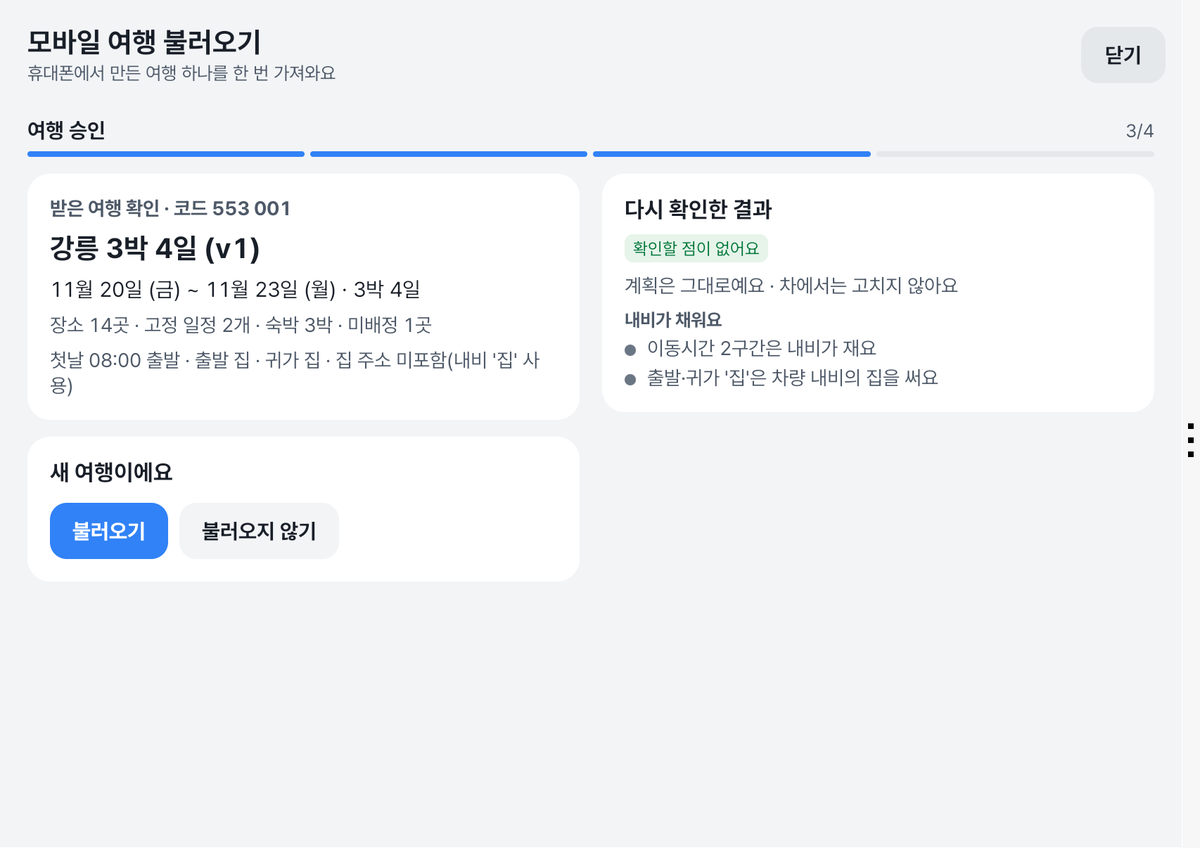 모바일 여행 불러오기
휴대폰에서 만든 여행 하나를 한 번 가져와요
닫기
여행 승인
3/4
받은 여행 확인 · 코드 553 001
강릉 3박 4일 (v1)
11월 20일 (금) ~ 11월 23일 (월) · 3박 4일
장소 14곳 · 고정 일정 2개 · 숙박 3박 · 미배정 1곳
첫날 08:00 출발 · 출발 집 · 귀가 집 · 집 주소 미포함(내비 '집' 사
용)
다시 확인한 결과
확인할 점이 없어요
계획은 그대로예요 · 차에서는 고치지 않아요
내비가 채워요
이동시간 2구간은 내비가 재요
출발·귀가 '집'은 차량 내비의 집을 써요
새 여행이에요
불러오기
불러오지 않기